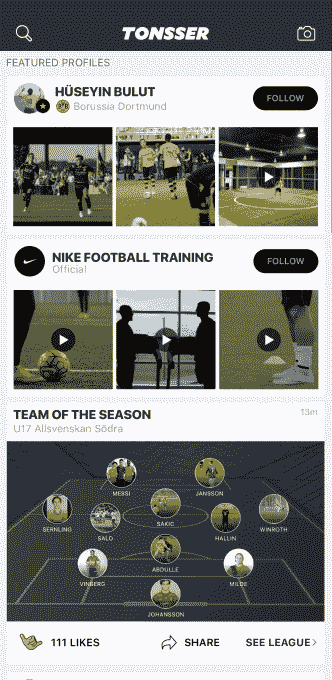 TONSSER
FEATURED PROFILES
HÜSEYIN BULUT
Borussia Dortmund
FOLLOW
NIKE FOOTBALL TRAINING
Official
FOLLOW
TEAM OF THE SEASON
13m
U17 Allsvenskan Södra
MESSI
JANSSON
SERNLING
SALO
SAKIC
HALLIN
WINROTH
VINBERG
ABDULLE
MILDE
JOHANSSON
111 LIKES
SHARE
SEE LEAGUE